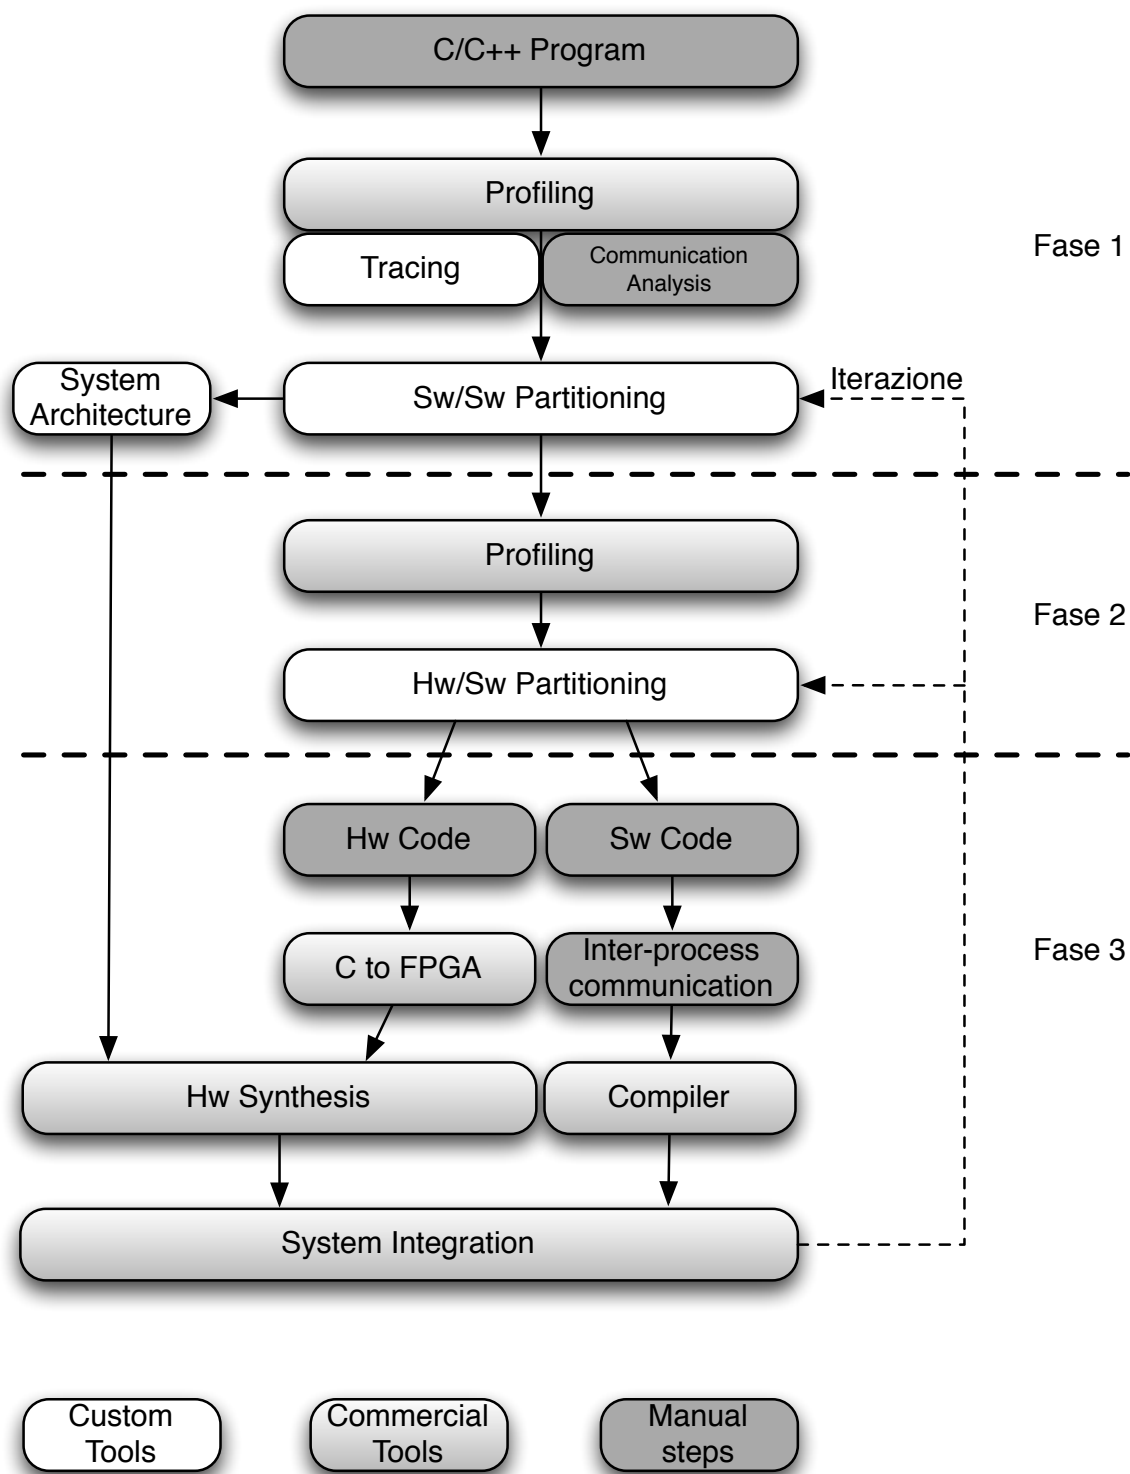 C/C++ Program
Profiling
Fase 1
Tracing
Communication
Analysis
System
Architecture
Sw/Sw Partitioning
Iterazione
Profiling
Fase 2
Hw/Sw Partitioning
Hw Code
Sw Code
C to FPGA
Inter-process
communication
Fase 3
Hw Synthesis
Compiler
System Integration
Custom
Tools
Commercial
Tools
Manual
steps